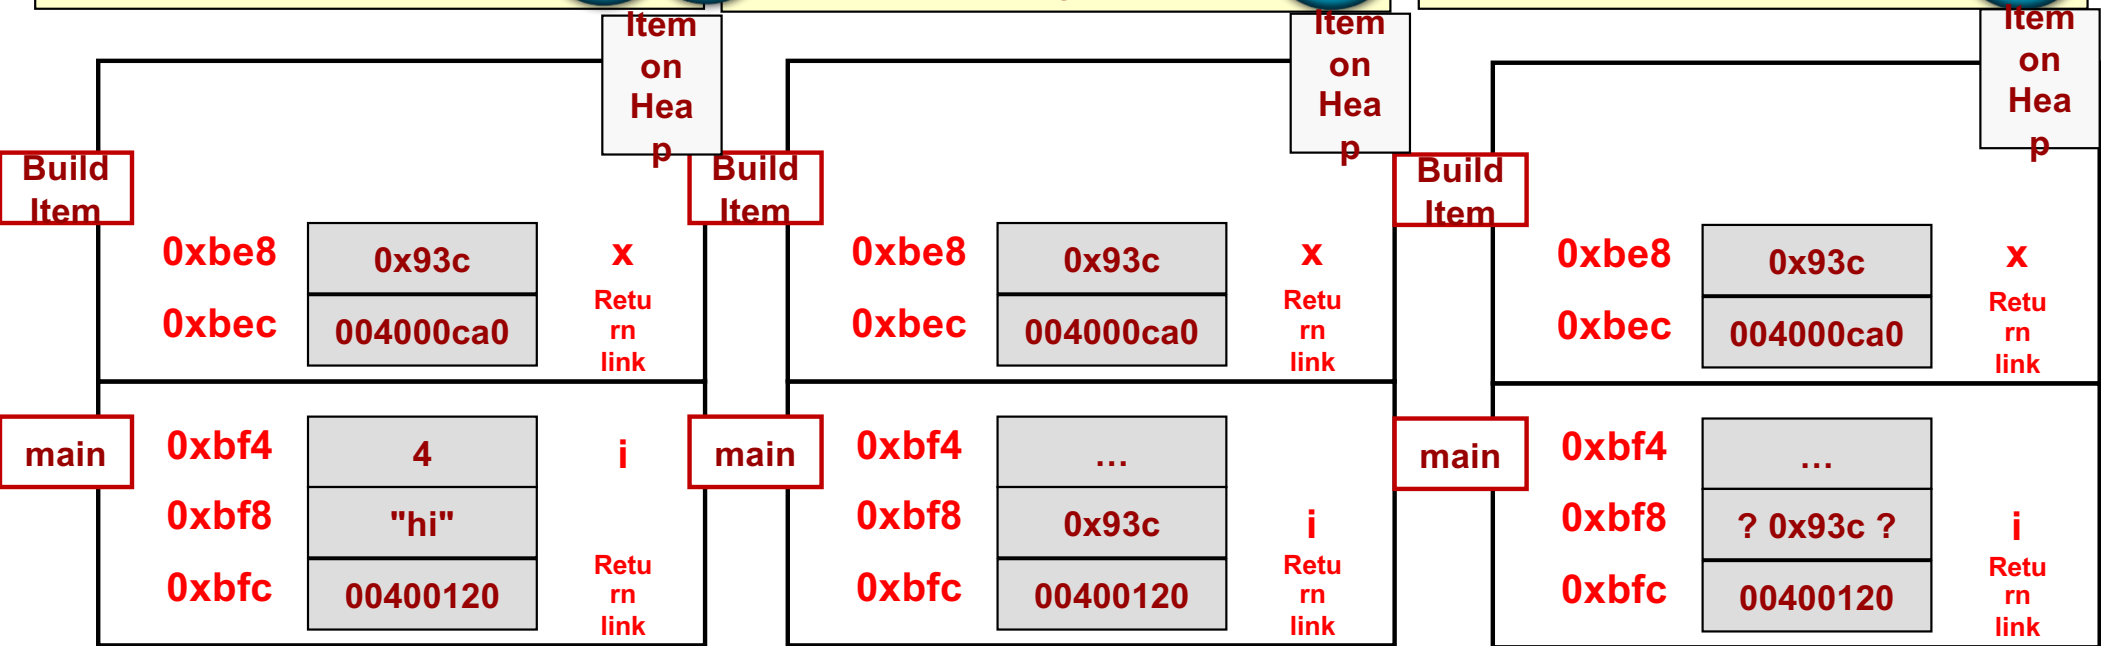 Item
on
Hea
p
Build
Item
0xbe8
0x93c
x
0xbec
004000ca0
Retu
rn
link
main
0xbf4
4
i
0xbf8
"hi"
0xbfc
00400120
Retu
rn
link
Item
on
Hea
p
Build
Item
0xbe8
0x93c
x
0xbec
004000ca0
Retu
rn
link
main
0xbf4
...
0xbf8
0x93c
i
0xbfc
00400120
Retu
rn
link
Item
on
Hea
p
Build
Item
0xbe8
0x93c
x
0xbec
004000ca0
Retu
rn
link
main
0xbf4
...
0xbf8
? 0x93c ?
i
0xbfc
00400120
Retu
rn
link